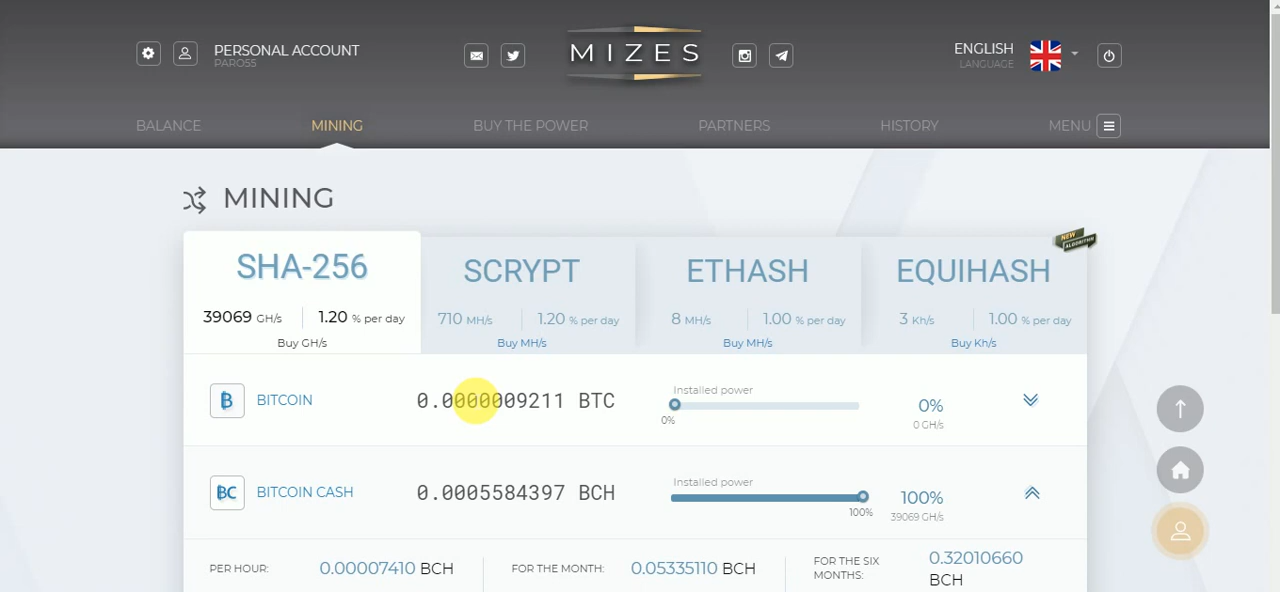 PERSONAL ACCOUNT
PARO55
MIZES
ENGLISH
LANGUAGE
BALANCE
MINING
BUY THE POWER
PARTNERS
HISTORY
MENU
MINING
NEW
ALGORITHM
SHA-256
39069 GH/s
1.20 % per day
Buy GH/s
SCRYPT
710 MH/s
1.20 % per day
Buy MH/s
ETHASH
8 MH/s
1.00 % per day
Buy MH/s
EQUIHASH
3 Kh/s
1.00 % per day
Buy Kh/s
B
BITCOIN
0.0000009211 BTC
Installed power
0%
0%
0 GH/s
BC
BITCOIN CASH
0.0005584397 BCH
Installed power
100%
100%
39069 GH/s
PER HOUR:
0.00007410 BCH
FOR THE MONTH:
0.05335110 BCH
FOR THE SIX
MONTHS:
0.32010660
BCH